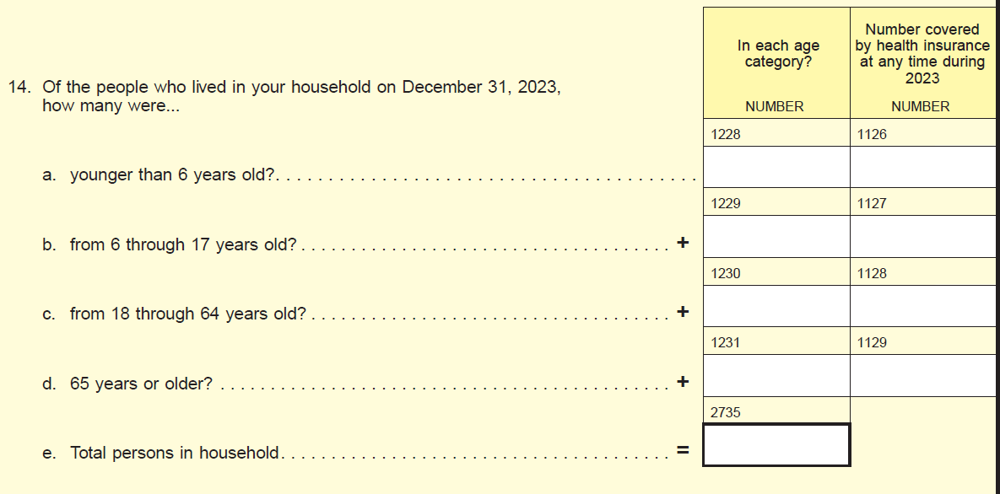 In each age
category?
NUMBER
Number covered
by health insurance
at any time during
2023
NUMBER
14. Of the people who lived in your household on December 31, 2023,
how many were...
1228 1126
a. younger than 6 years old?. . . . . . . . . . . . . . . . . . . . . . . . . . . . . . . . . . . . . . . . .
1229 1127
b. from 6 through 17 years old? . . . . . . . . . . . . . . . . . . . . . . . . . . . . . . . . . . . . +
1230 1128
c. from 18 through 64 years old? . . . . . . . . . . . . . . . . . . . . . . . . . . . . . . . . . . . +
1231 1129
d. 65 years or older? . . . . . . . . . . . . . . . . . . . . . . . . . . . . . . . . . . . . . . . . . . . . +
2735
e. Total persons in household. . . . . . . . . . . . . . . . . . . . . . . . . . . . . . . . . . . . . . =